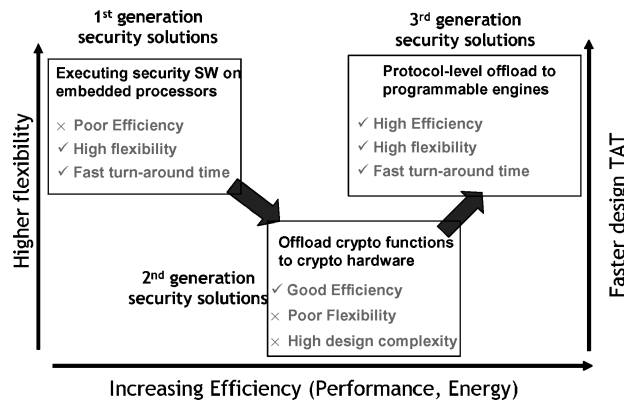 1st generation
security solutions
3rd generation
security solutions
Executing security SW on
embedded processors
× Poor Efficiency
✓ High flexibility
✓ Fast turn-around time
Protocol-level offload to
programmable engines
✓ High Efficiency
✓ High flexibility
✓ Fast turn-around time
Higher flexibility
Faster design TAT
2nd generation
security solutions
Offload crypto functions
to crypto hardware
✓ Good Efficiency
× Poor Flexibility
× High design complexity
Increasing Efficiency (Performance, Energy)